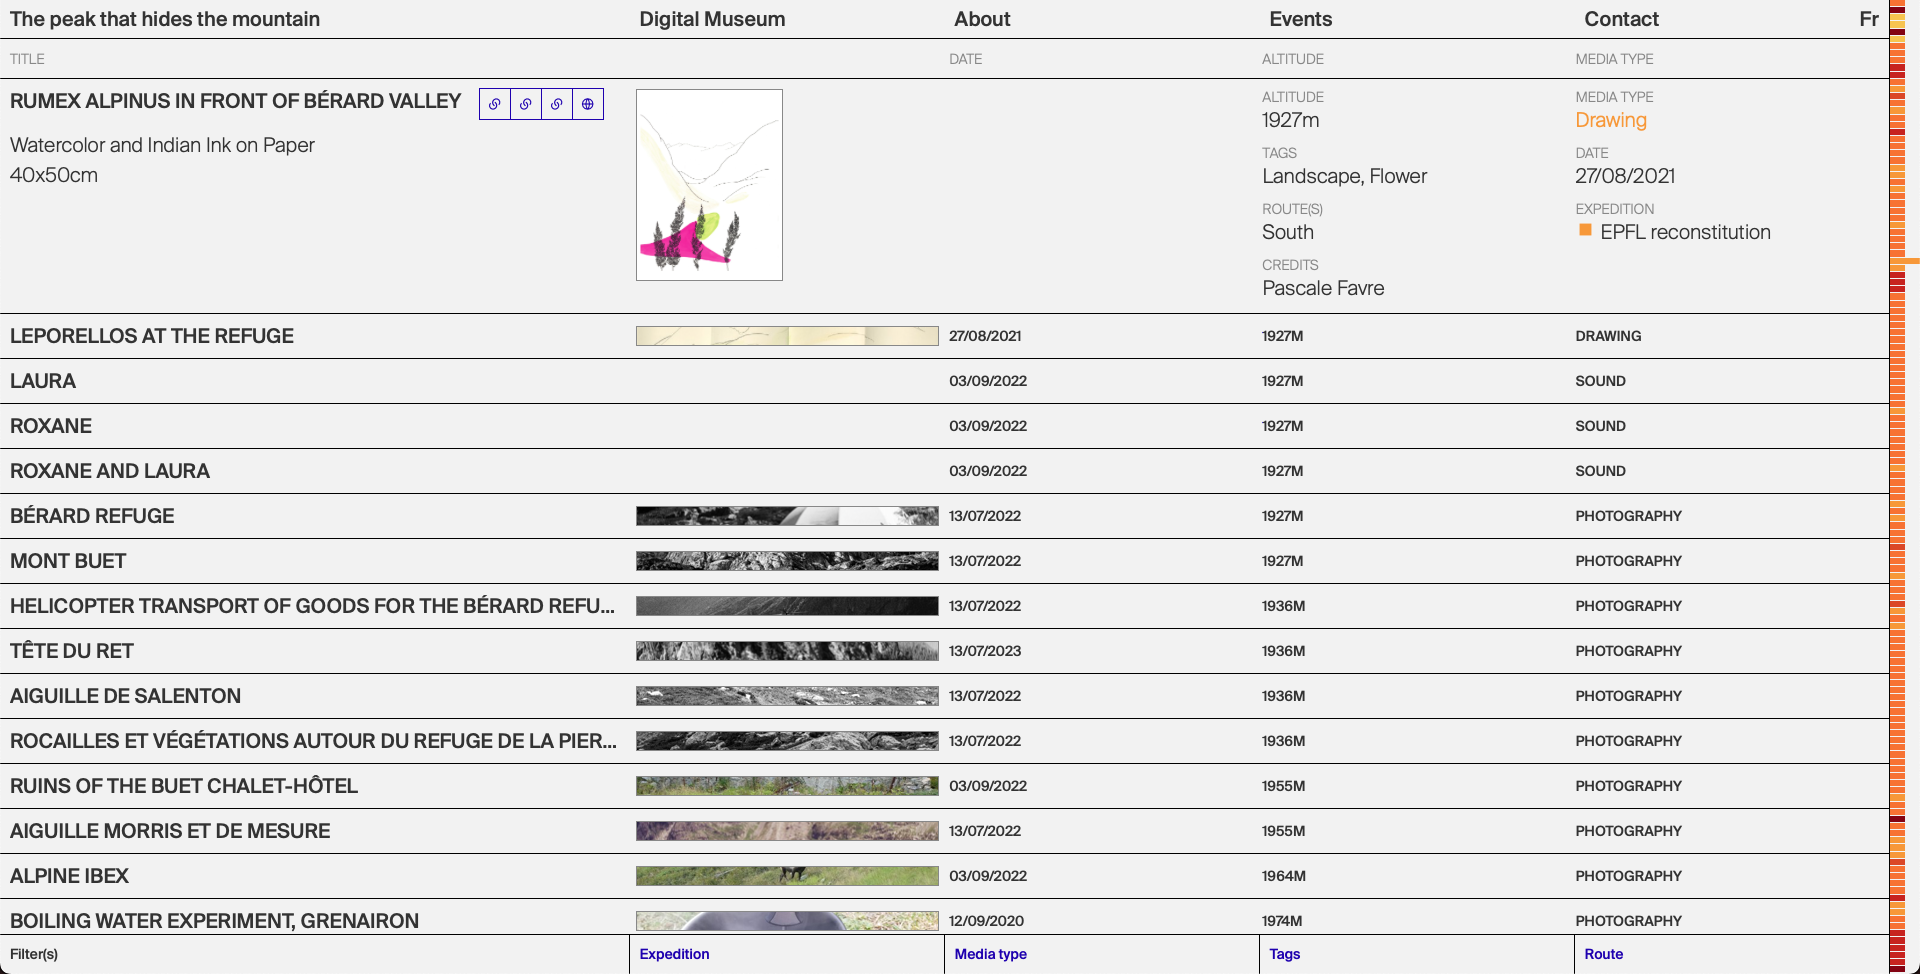 The peak that hides the mountain Digital Museum About Events Contact Fr
TITLE DATE ALTITUDE MEDIA TYPE
RUMEX ALPINUS IN FRONT OF BÉRARD VALLEY
Watercolor and Indian Ink on Paper
40x50cm
ALTITUDE
1927m
TAGS
Landscape, Flower
ROUTE(S)
South
CREDITS
Pascale Favre
MEDIA TYPE
Drawing
DATE
27/08/2021
EXPEDITION
EPFL reconstitution
LEPORELLOS AT THE REFUGE 27/08/2021 1927M DRAWING
LAURA 03/09/2022 1927M SOUND
ROXANE 03/09/2022 1927M SOUND
ROXANE AND LAURA 03/09/2022 1927M SOUND
BÉRARD REFUGE 13/07/2022 1927M PHOTOGRAPHY
MONT BUET 13/07/2022 1927M PHOTOGRAPHY
HELICOPTER TRANSPORT OF GOODS FOR THE BÉRARD REFU... 13/07/2022 1936M PHOTOGRAPHY
TÊTE DU RET 13/07/2023 1936M PHOTOGRAPHY
AIGUILLE DE SALENTON 13/07/2022 1936M PHOTOGRAPHY
ROCAILLES ET VÉGÉTATIONS AUTOUR DU REFUGE DE LA PIER... 13/07/2022 1936M PHOTOGRAPHY
RUINS OF THE BUET CHALET-HÔTEL 03/09/2022 1955M PHOTOGRAPHY
AIGUILLE MORRIS ET DE MESURE 13/07/2022 1955M PHOTOGRAPHY
ALPINE IBEX 03/09/2022 1964M PHOTOGRAPHY
BOILING WATER EXPERIMENT, GRENAIRON 12/09/2020 1974M PHOTOGRAPHY
Filter(s) Expedition Media type Tags Route